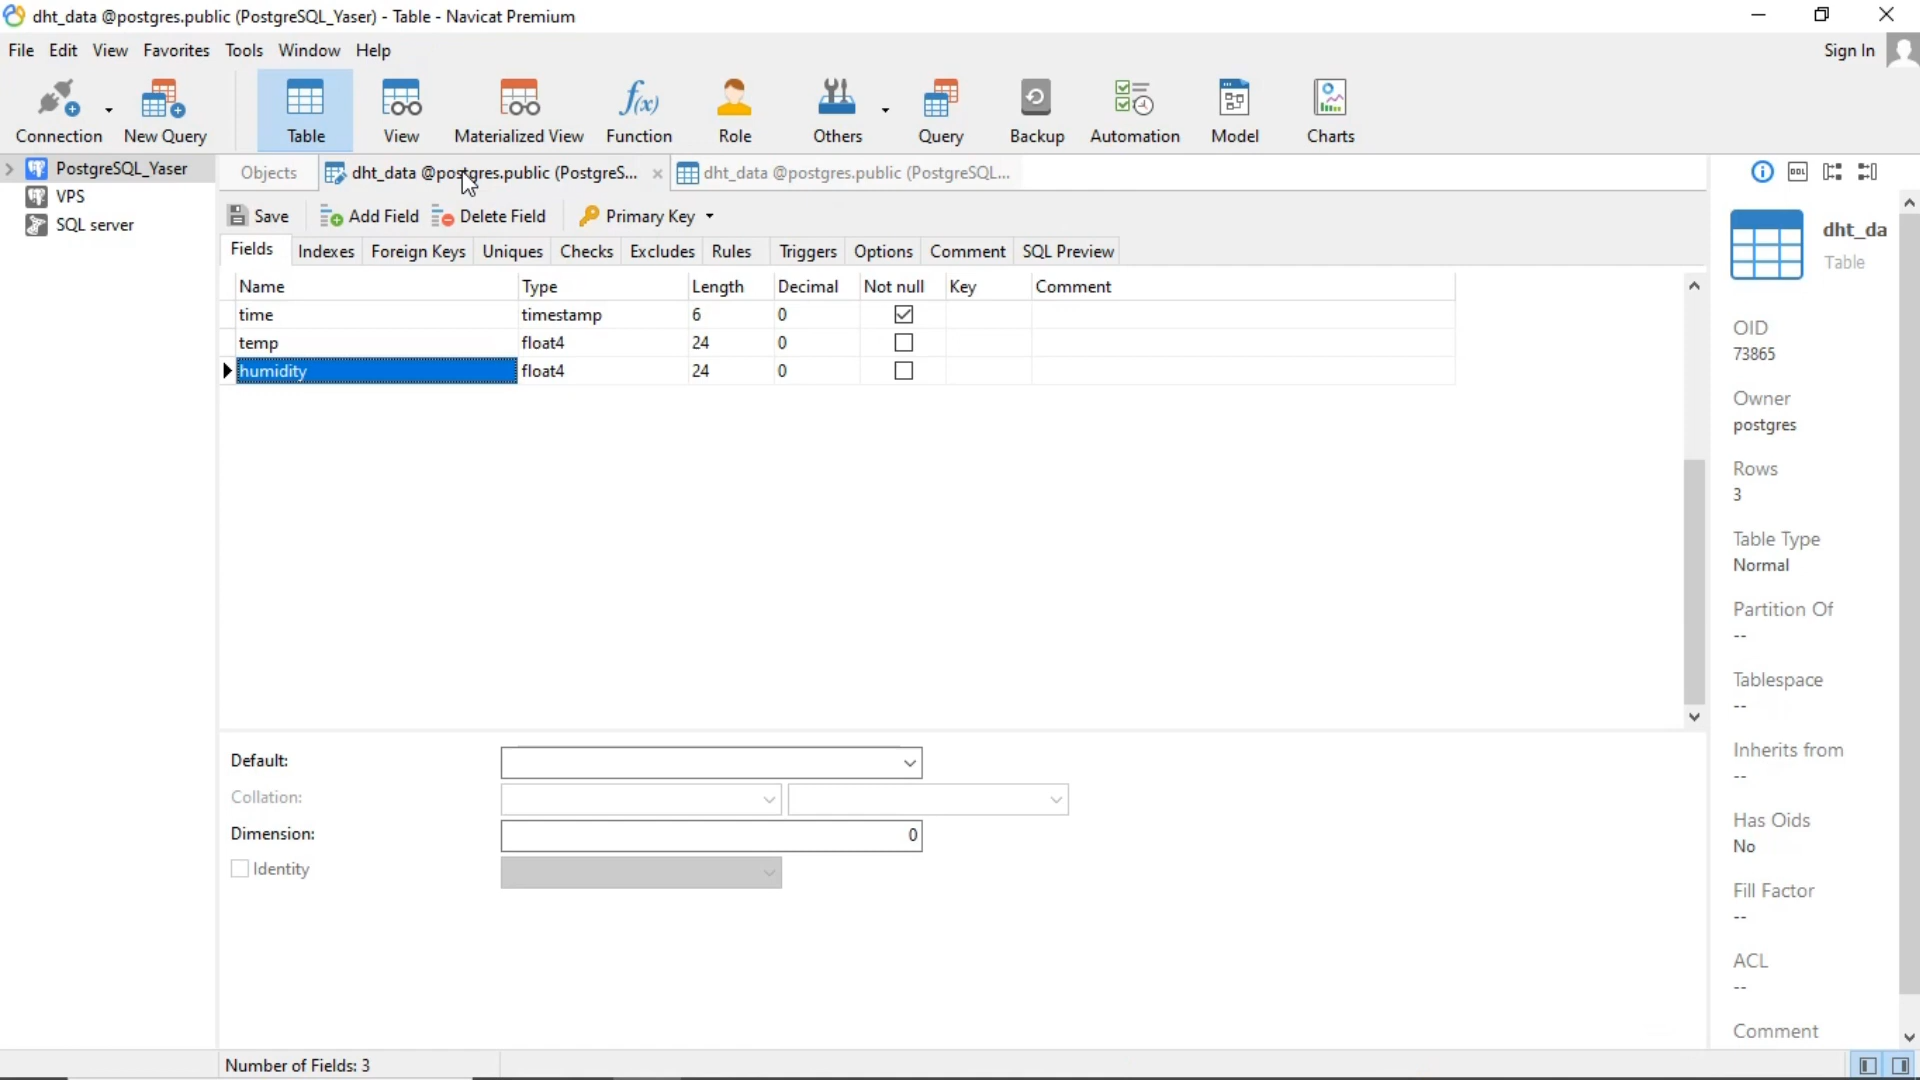 dht_data @postgres.public (PostgreSQL_Yaser) - Table - Navicat Premium
File Edit View Favorites Tools Window Help
Sign In
Connection New Query Table View Materialized View Function Role Others Query Backup Automation Model Charts
PostgreSQL_Yaser
VPS
SQL server
Objects dht_data @postgres.public (PostgreS... dht_data @postgres.public (PostgreSQL...
Save Add Field Delete Field Primary Key
Fields Indexes Foreign Keys Uniques Checks Excludes Rules Triggers Options Comment SQL Preview
Name Type Length Decimal Not null Key Comment
time timestamp 6 0
temp float4 24 0
humidity float4 24 0
Default:
Collation:
Dimension: 0
Identity
DDL
dht_da
Table
OID
73865
Owner
postgres
Rows
3
Table Type
Normal
Partition Of
--
Tablespace
--
Inherits from
--
Has Oids
No
Fill Factor
--
ACL
--
Comment
Number of Fields: 3